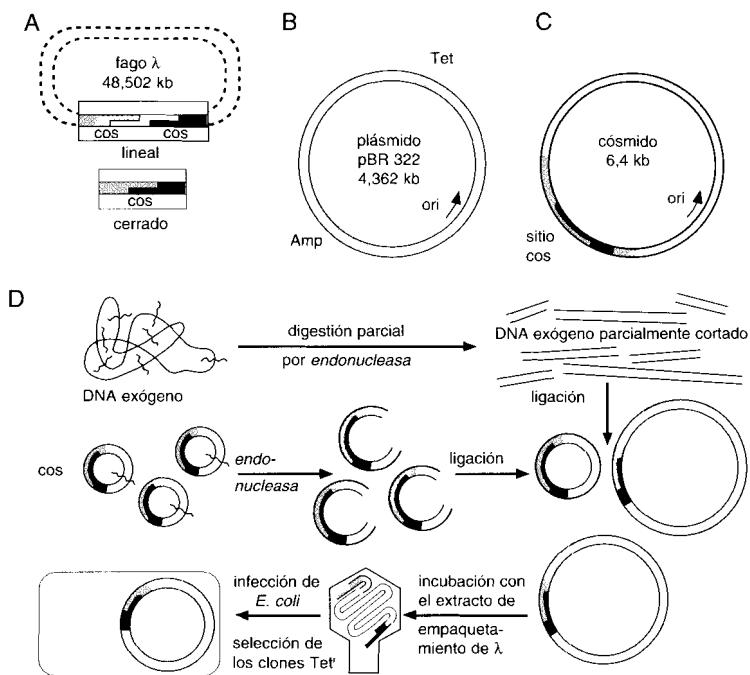 A
fago λ
48,502 kb
cos cos
lineal
cos
cerrado
B
Tet
plásmido
pBR 322
4,362 kb
ori
Amp
C
cósmido
6,4 kb
ori
sitio
cos
D
DNA exógeno
digestión parcial
por endonucleasa
DNA exógeno parcialmente cortado
ligación
cos
endo-
nucleasa
ligación
infección de
E. coli
selección de
los clones Tetʳ
incubación con
el extracto de
empaqueta-
miento de λ